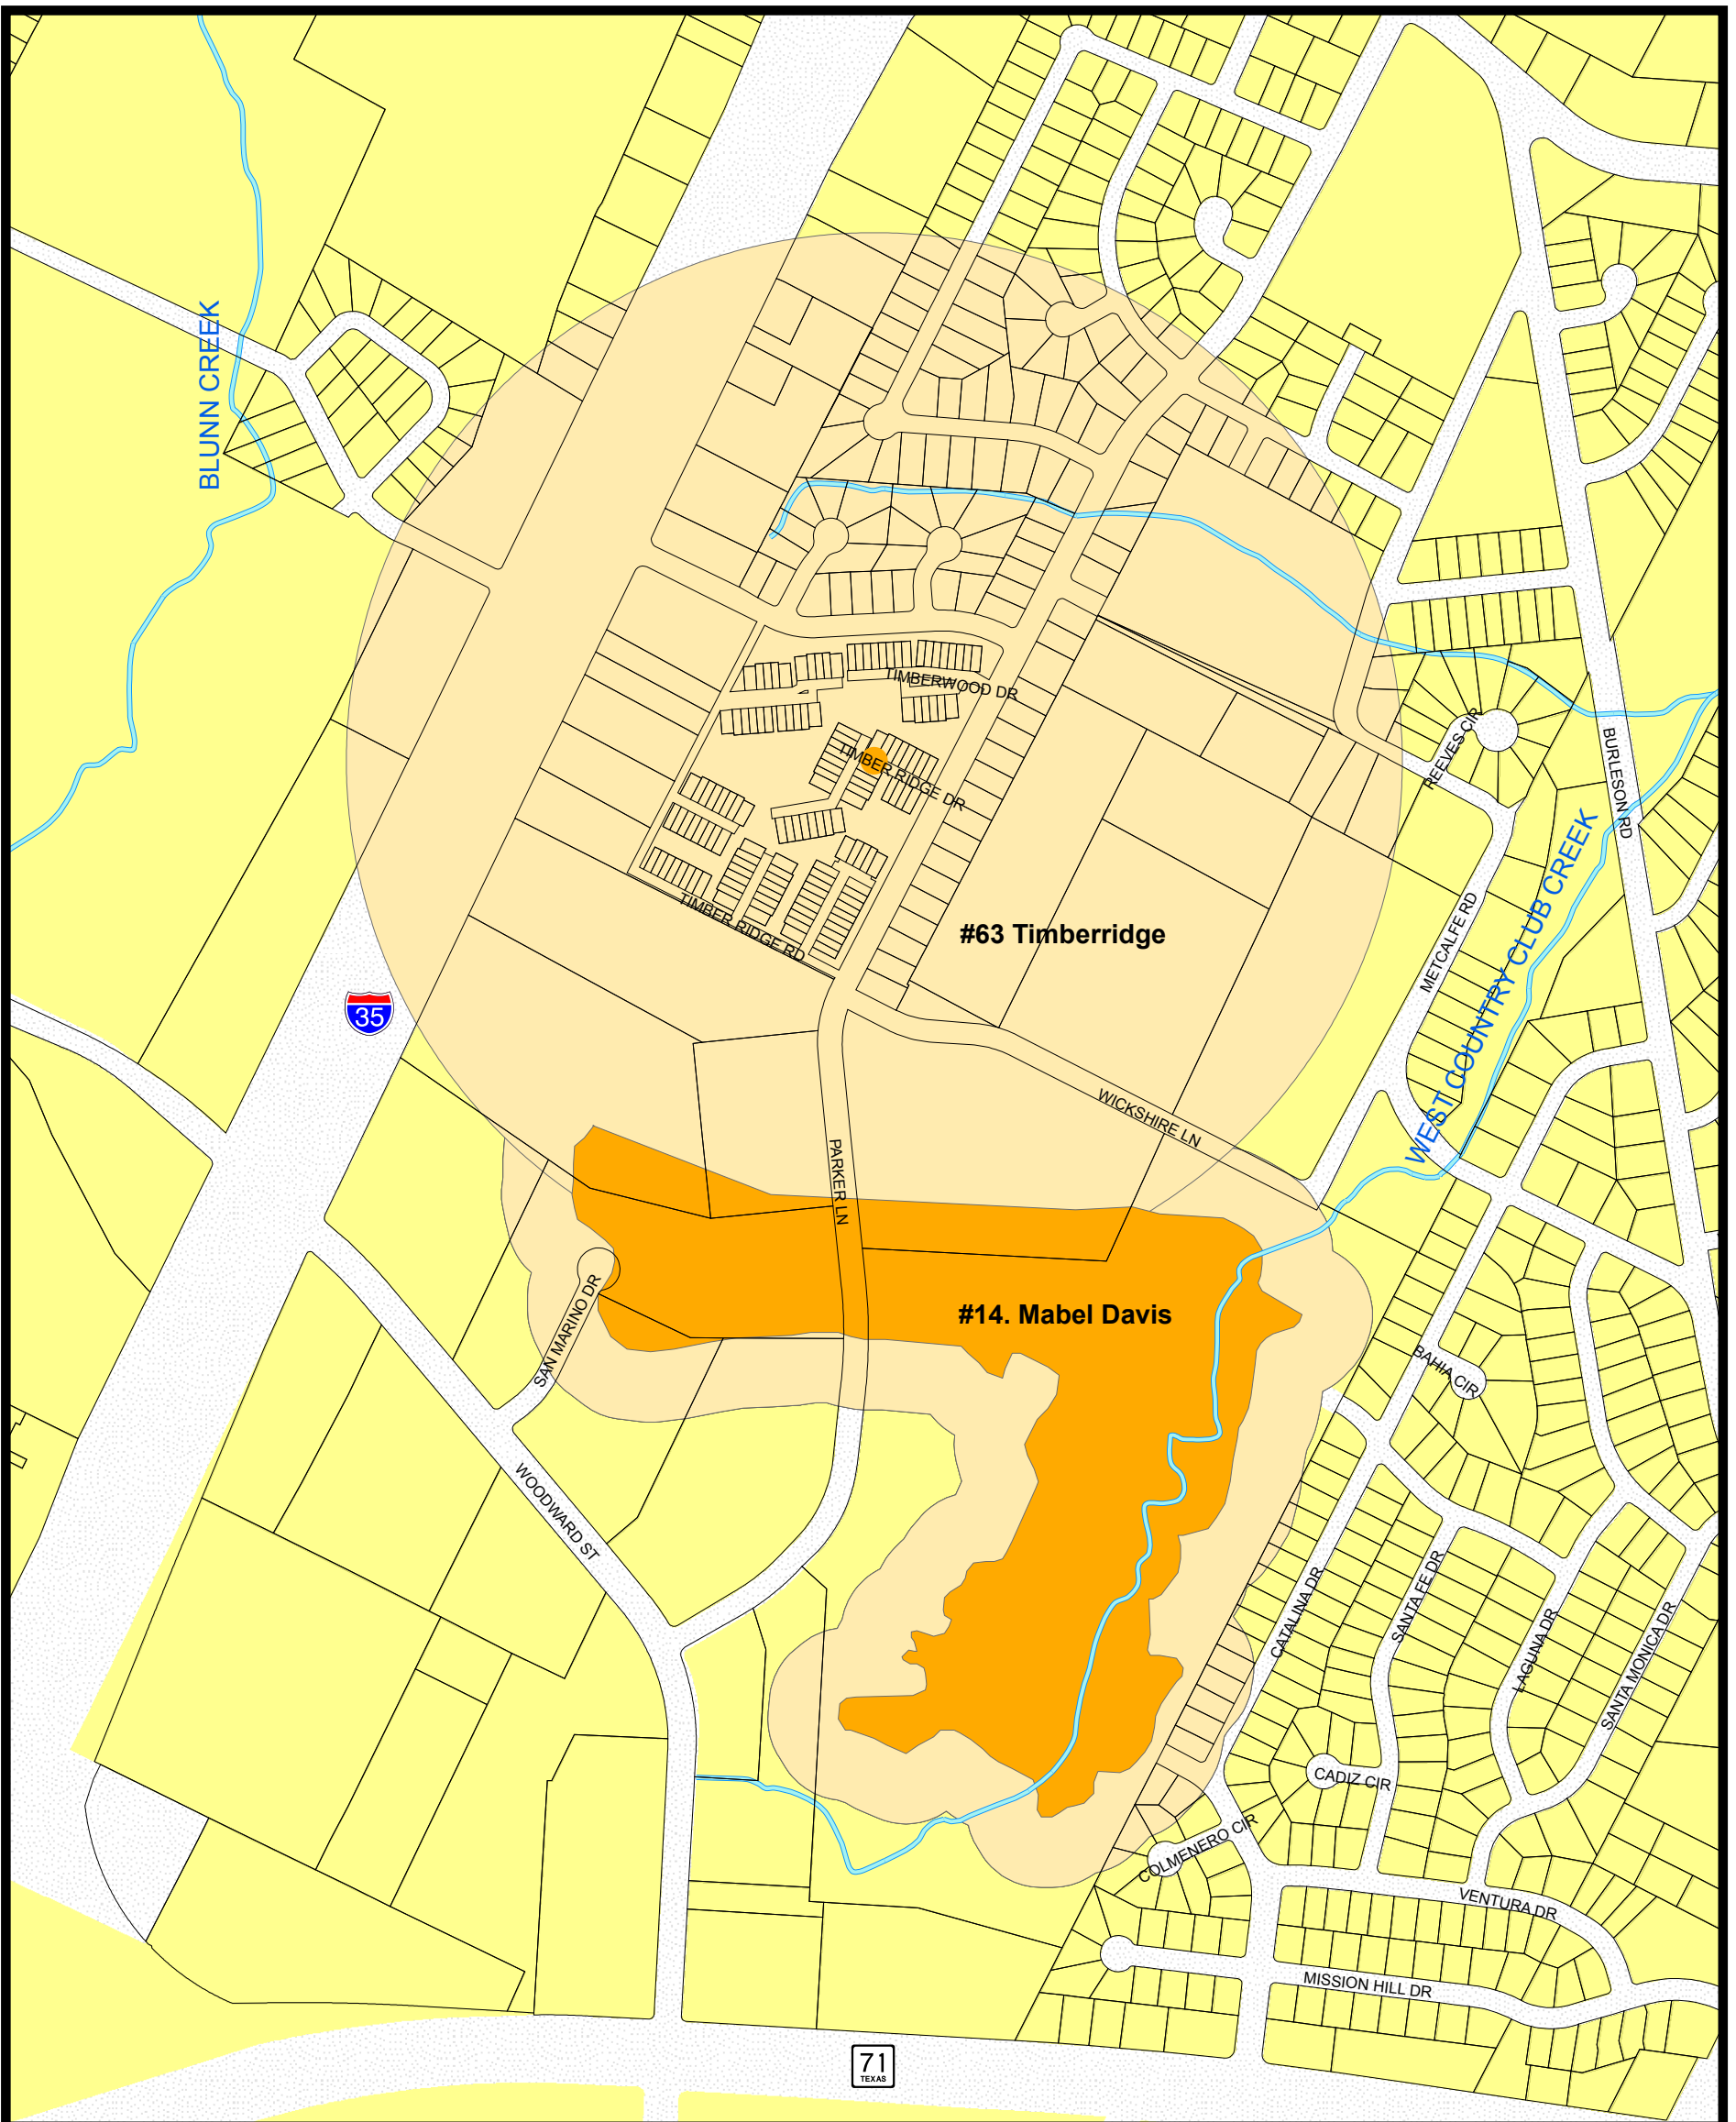 BLUNN CREEK
TIMBERWOOD DR
REEVES CIR
BURLESON RD
TIMBER RIDGE DR
TIMBER RIDGE RD
#63 Timberridge
METCALFE RD
WEST COUNTRY CLUB CREEK
35
WICKSHIRE LN
PARKER LN
SAN MARINO DR
#14. Mabel Davis
BAHIA CIR
WOODWARD ST
CATALINA DR
SANTA FE DR
LAGUNA DR
SANTA MONICA DR
CADIZ CIR
COLMENERO CIR
VENTURA DR
MISSION HILL DR
71
TEXAS